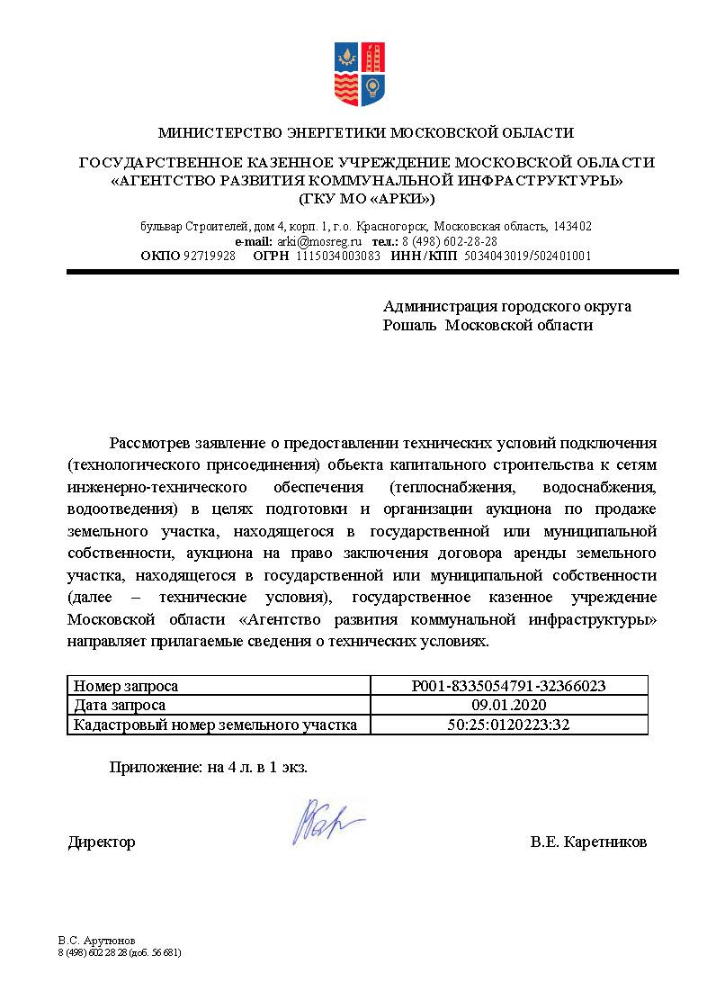 МИНИСТЕРСТВО ЭНЕРГЕТИКИ МОСКОВСКОЙ ОБЛАСТИ
ГОСУДАРСТВЕННОЕ КАЗЕННОЕ УЧРЕЖДЕНИЕ МОСКОВСКОЙ ОБЛАСТИ
«АГЕНТСТВО РАЗВИТИЯ КОММУНАЛЬНОЙ ИНФРАСТРУКТУРЫ»
(ГКУ МО «АРКИ»)
бульвар Строителей, дом 4, корп. 1, г.о. Красногорск, Московская область, 143402
e-mail: arki@mosreg.ru тел.: 8 (498) 602-28-28
ОКПО 92719928 ОГРН 1115034003083 ИНН/КПП 5034043019/502401001
Администрация городского округа
Рошаль Московской области
Рассмотрев заявление о предоставлении технических условий подключения
(технологического присоединения) объекта капитального строительства к сетям
инженерно-технического обеспечения (теплоснабжения, водоснабжения,
водоотведения) в целях подготовки и организации аукциона по продаже
земельного участка, находящегося в государственной или муниципальной
собственности, аукциона на право заключения договора аренды земельного
участка, находящегося в государственной или муниципальной собственности
(далее – технические условия), государственное казенное учреждение
Московской области «Агентство развития коммунальной инфраструктуры»
направляет прилагаемые сведения о технических условиях.
Номер запроса P001-8335054791-32366023
Дата запроса 09.01.2020
Кадастровый номер земельного участка 50:25:0120223:32
Приложение: на 4 л. в 1 экз.
Директор В.Е. Каретников
В.С. Арутюнов
8 (498) 602 28 28 (доб. 56 681)